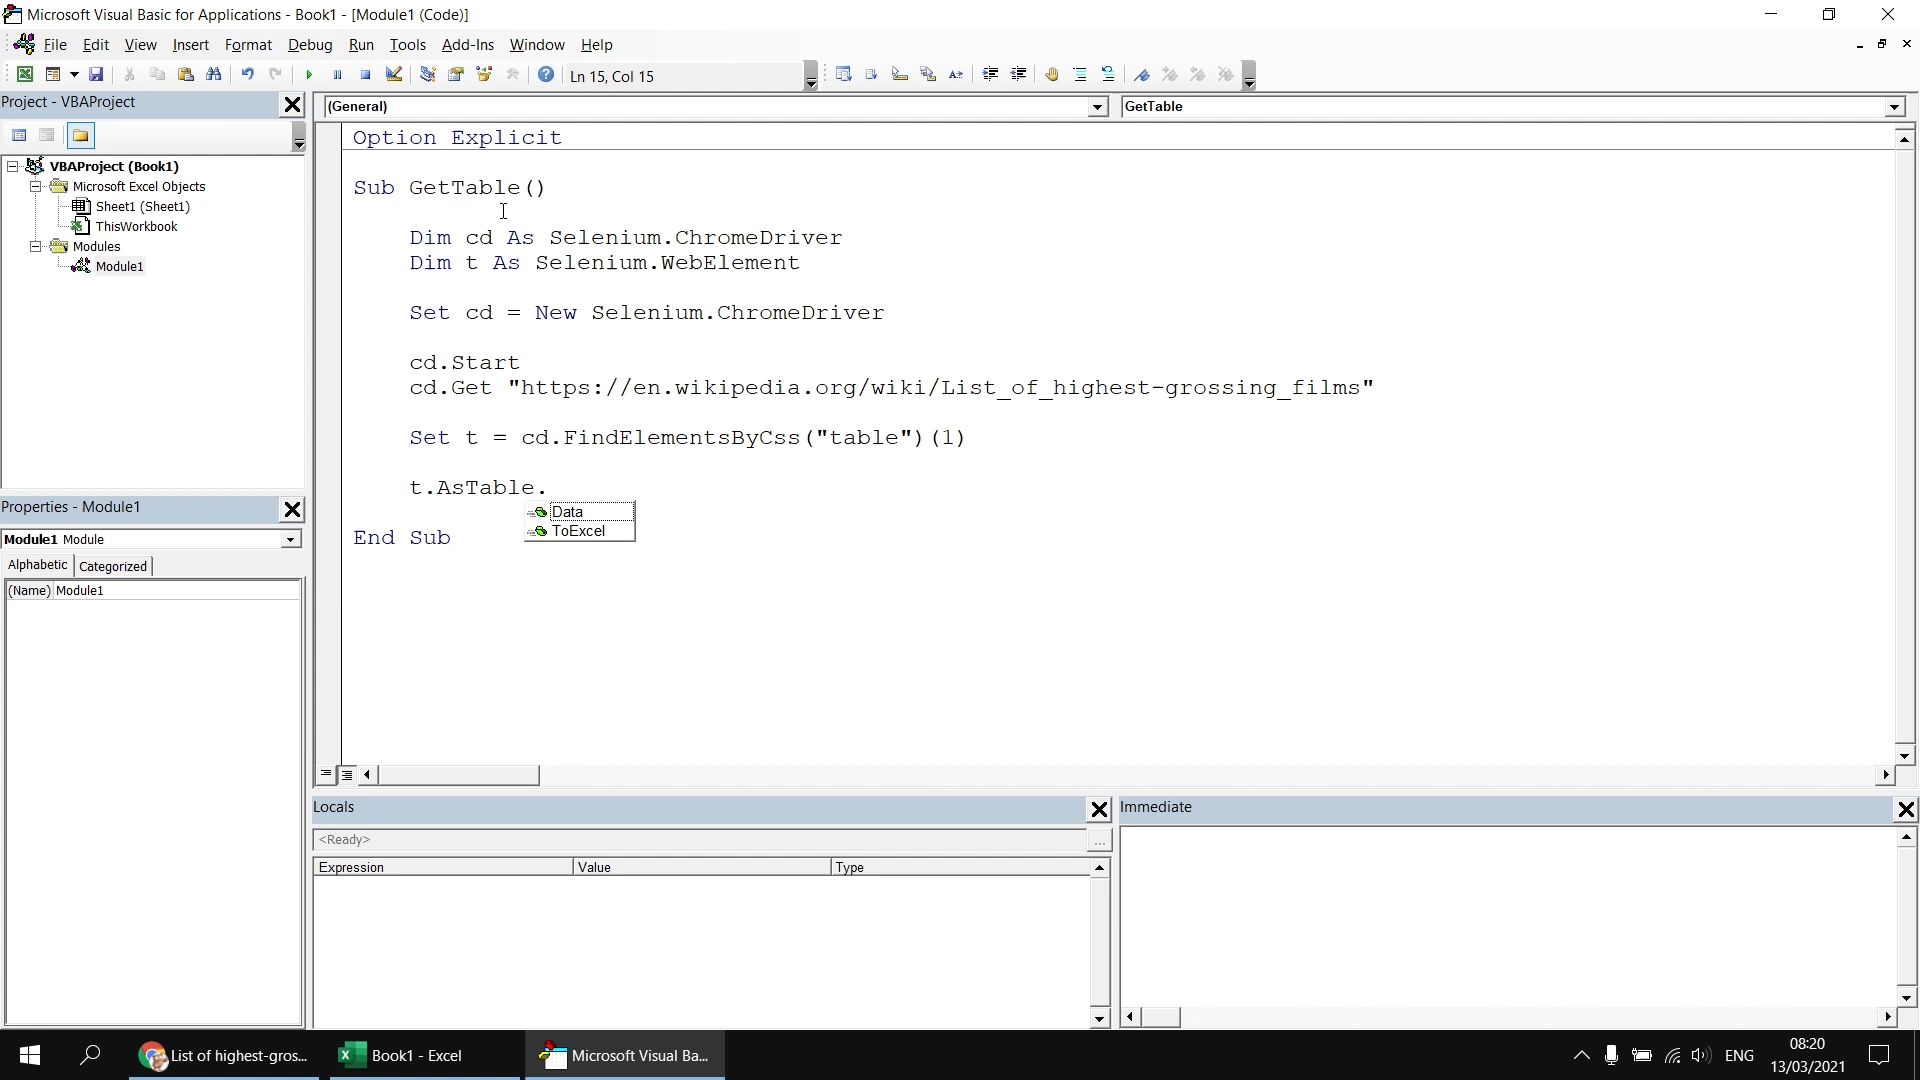 Microsoft Visual Basic for Applications - Book1 - [Module1 (Code)]
File Edit View Insert Format Debug Run Tools Add-Ins Window Help
Ln 15, Col 15
Project - VBAProject
(General)
GetTable
VBAProject (Book1)
Microsoft Excel Objects
Sheet1 (Sheet1)
ThisWorkbook
Modules
Module1
Option Explicit
Sub GetTable()
Dim cd As Selenium.ChromeDriver
Dim t As Selenium.WebElement
Set cd = New Selenium.ChromeDriver
cd.Start
cd.Get "https://en.wikipedia.org/wiki/List_of_highest-grossing_films"
Set t = cd.FindElementsByCss("table")(1)
t.AsTable.
Data
ToExcel
End Sub
Properties - Module1
Module1 Module
Alphabetic Categorized
(Name) Module1
Locals
<Ready>
...
Expression Value Type
Immediate
List of highest-gros...
Book1 - Excel
Microsoft Visual Ba...
ENG
08:20
13/03/2021